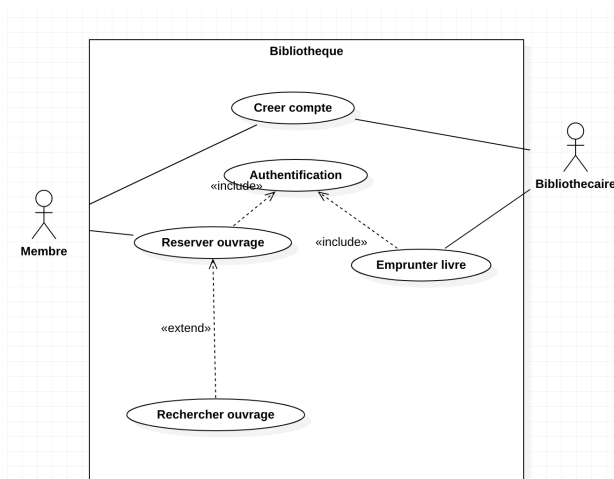 Bibliotheque
Creer compte
Authentification
«include»
Bibliothecaire
Membre
Reserver ouvrage
«include»
Emprunter livre
«extend»
Rechercher ouvrage